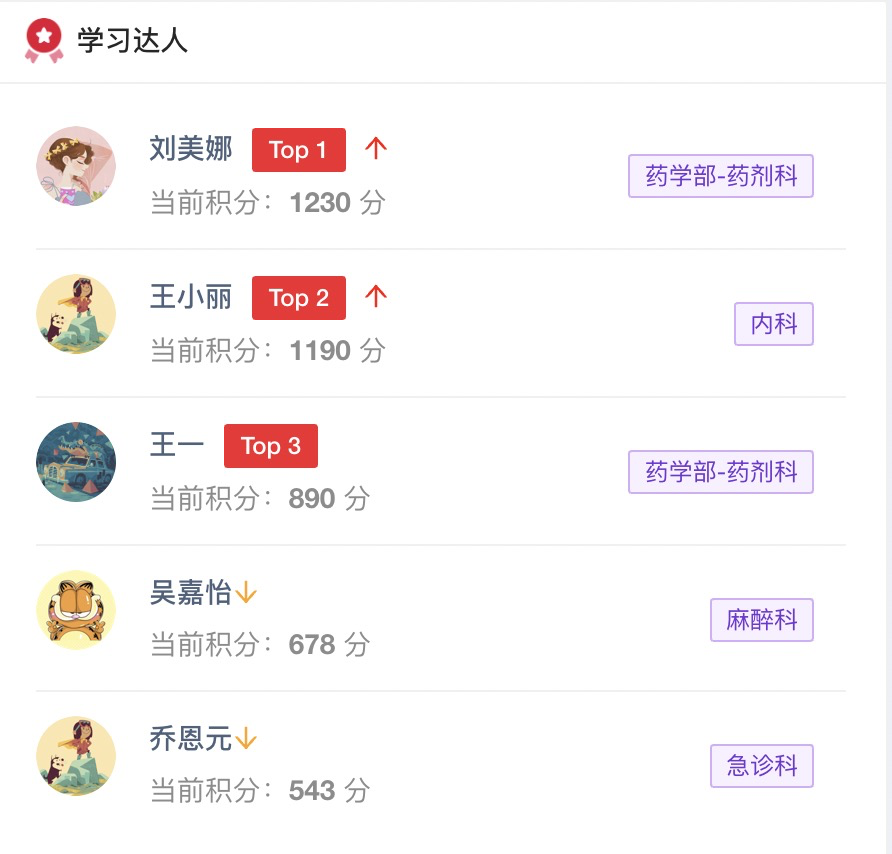 学习达人
刘美娜 Top 1 ↑
当前积分：1230 分
药学部-药剂科
王小丽 Top 2 ↑
当前积分：1190 分
内科
王一 Top 3
当前积分：890 分
药学部-药剂科
吴嘉怡↓
当前积分：678 分
麻醉科
乔恩元↓
当前积分：543 分
急诊科